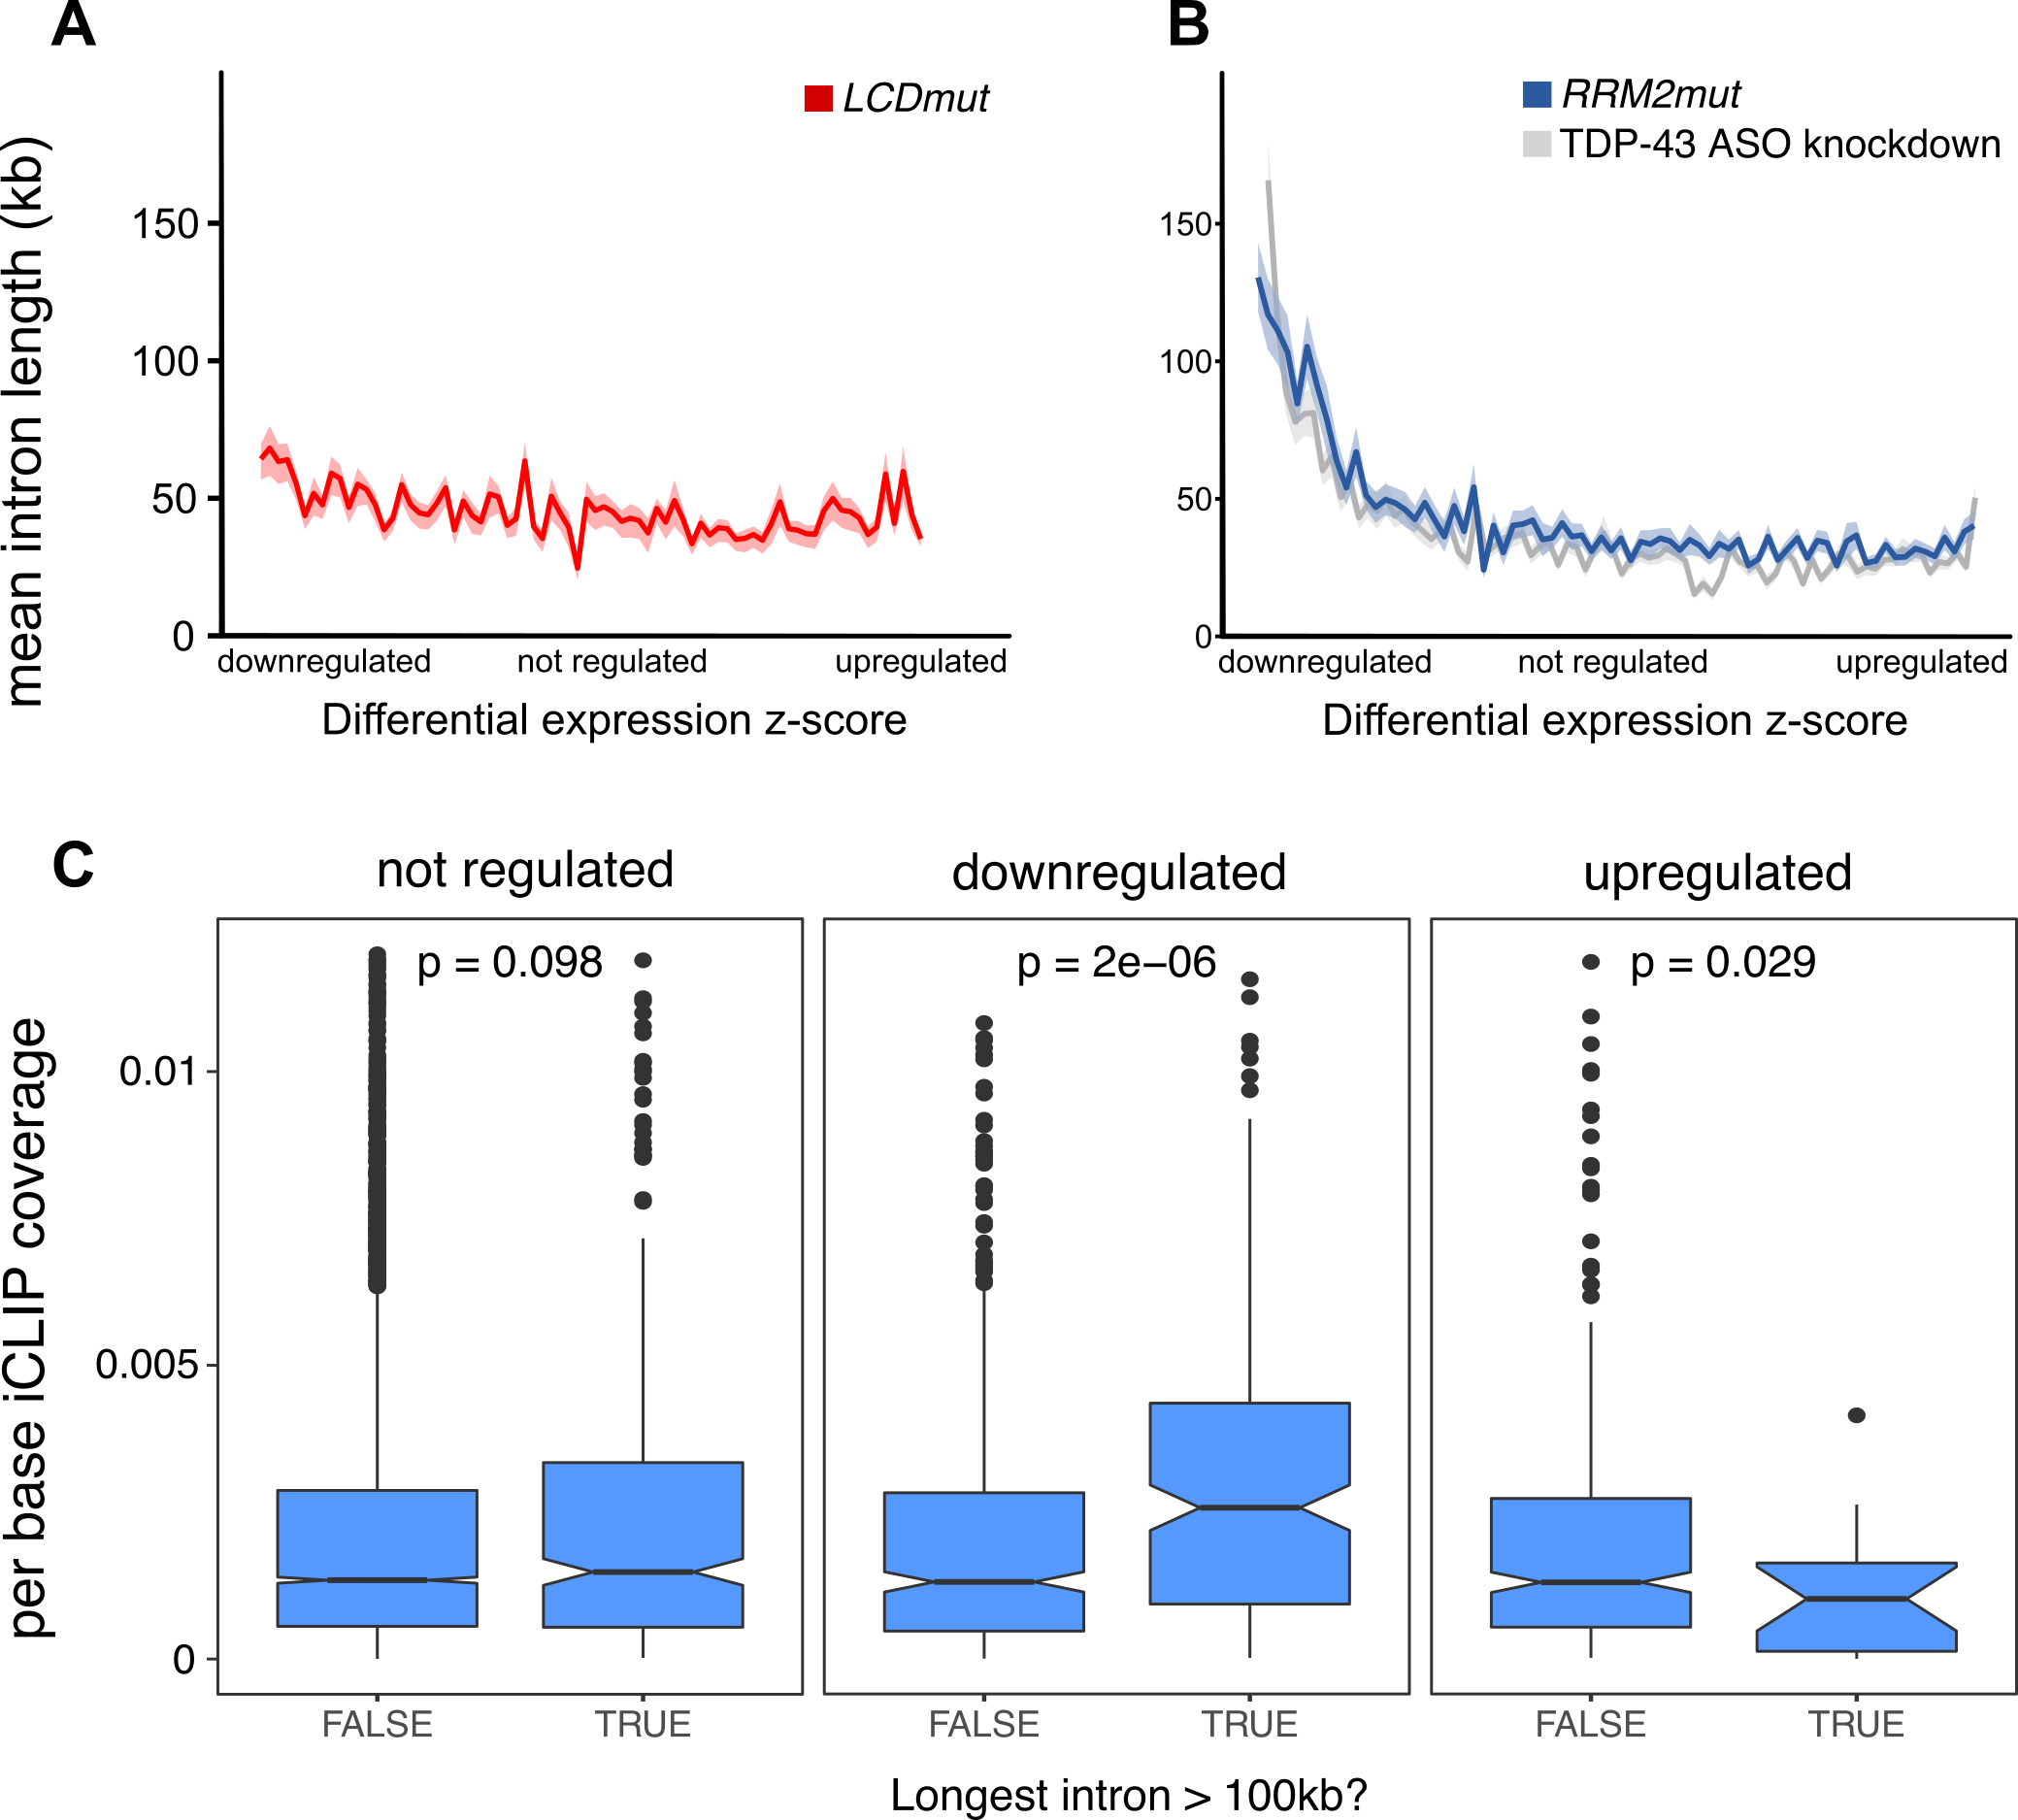 A
LCDmut
mean intron length (kb)
150
100
50
0
downregulated not regulated upregulated
Differential expression z-score
B
RRM2mut
TDP-43 ASO knockdown
150
100
50
0
downregulated not regulated upregulated
Differential expression z-score
C
not regulated downregulated upregulated
p = 0.098 p = 2e−06 p = 0.029
per base iCLIP coverage
0.01
0.005
0
FALSE TRUE FALSE TRUE FALSE TRUE
Longest intron > 100kb?